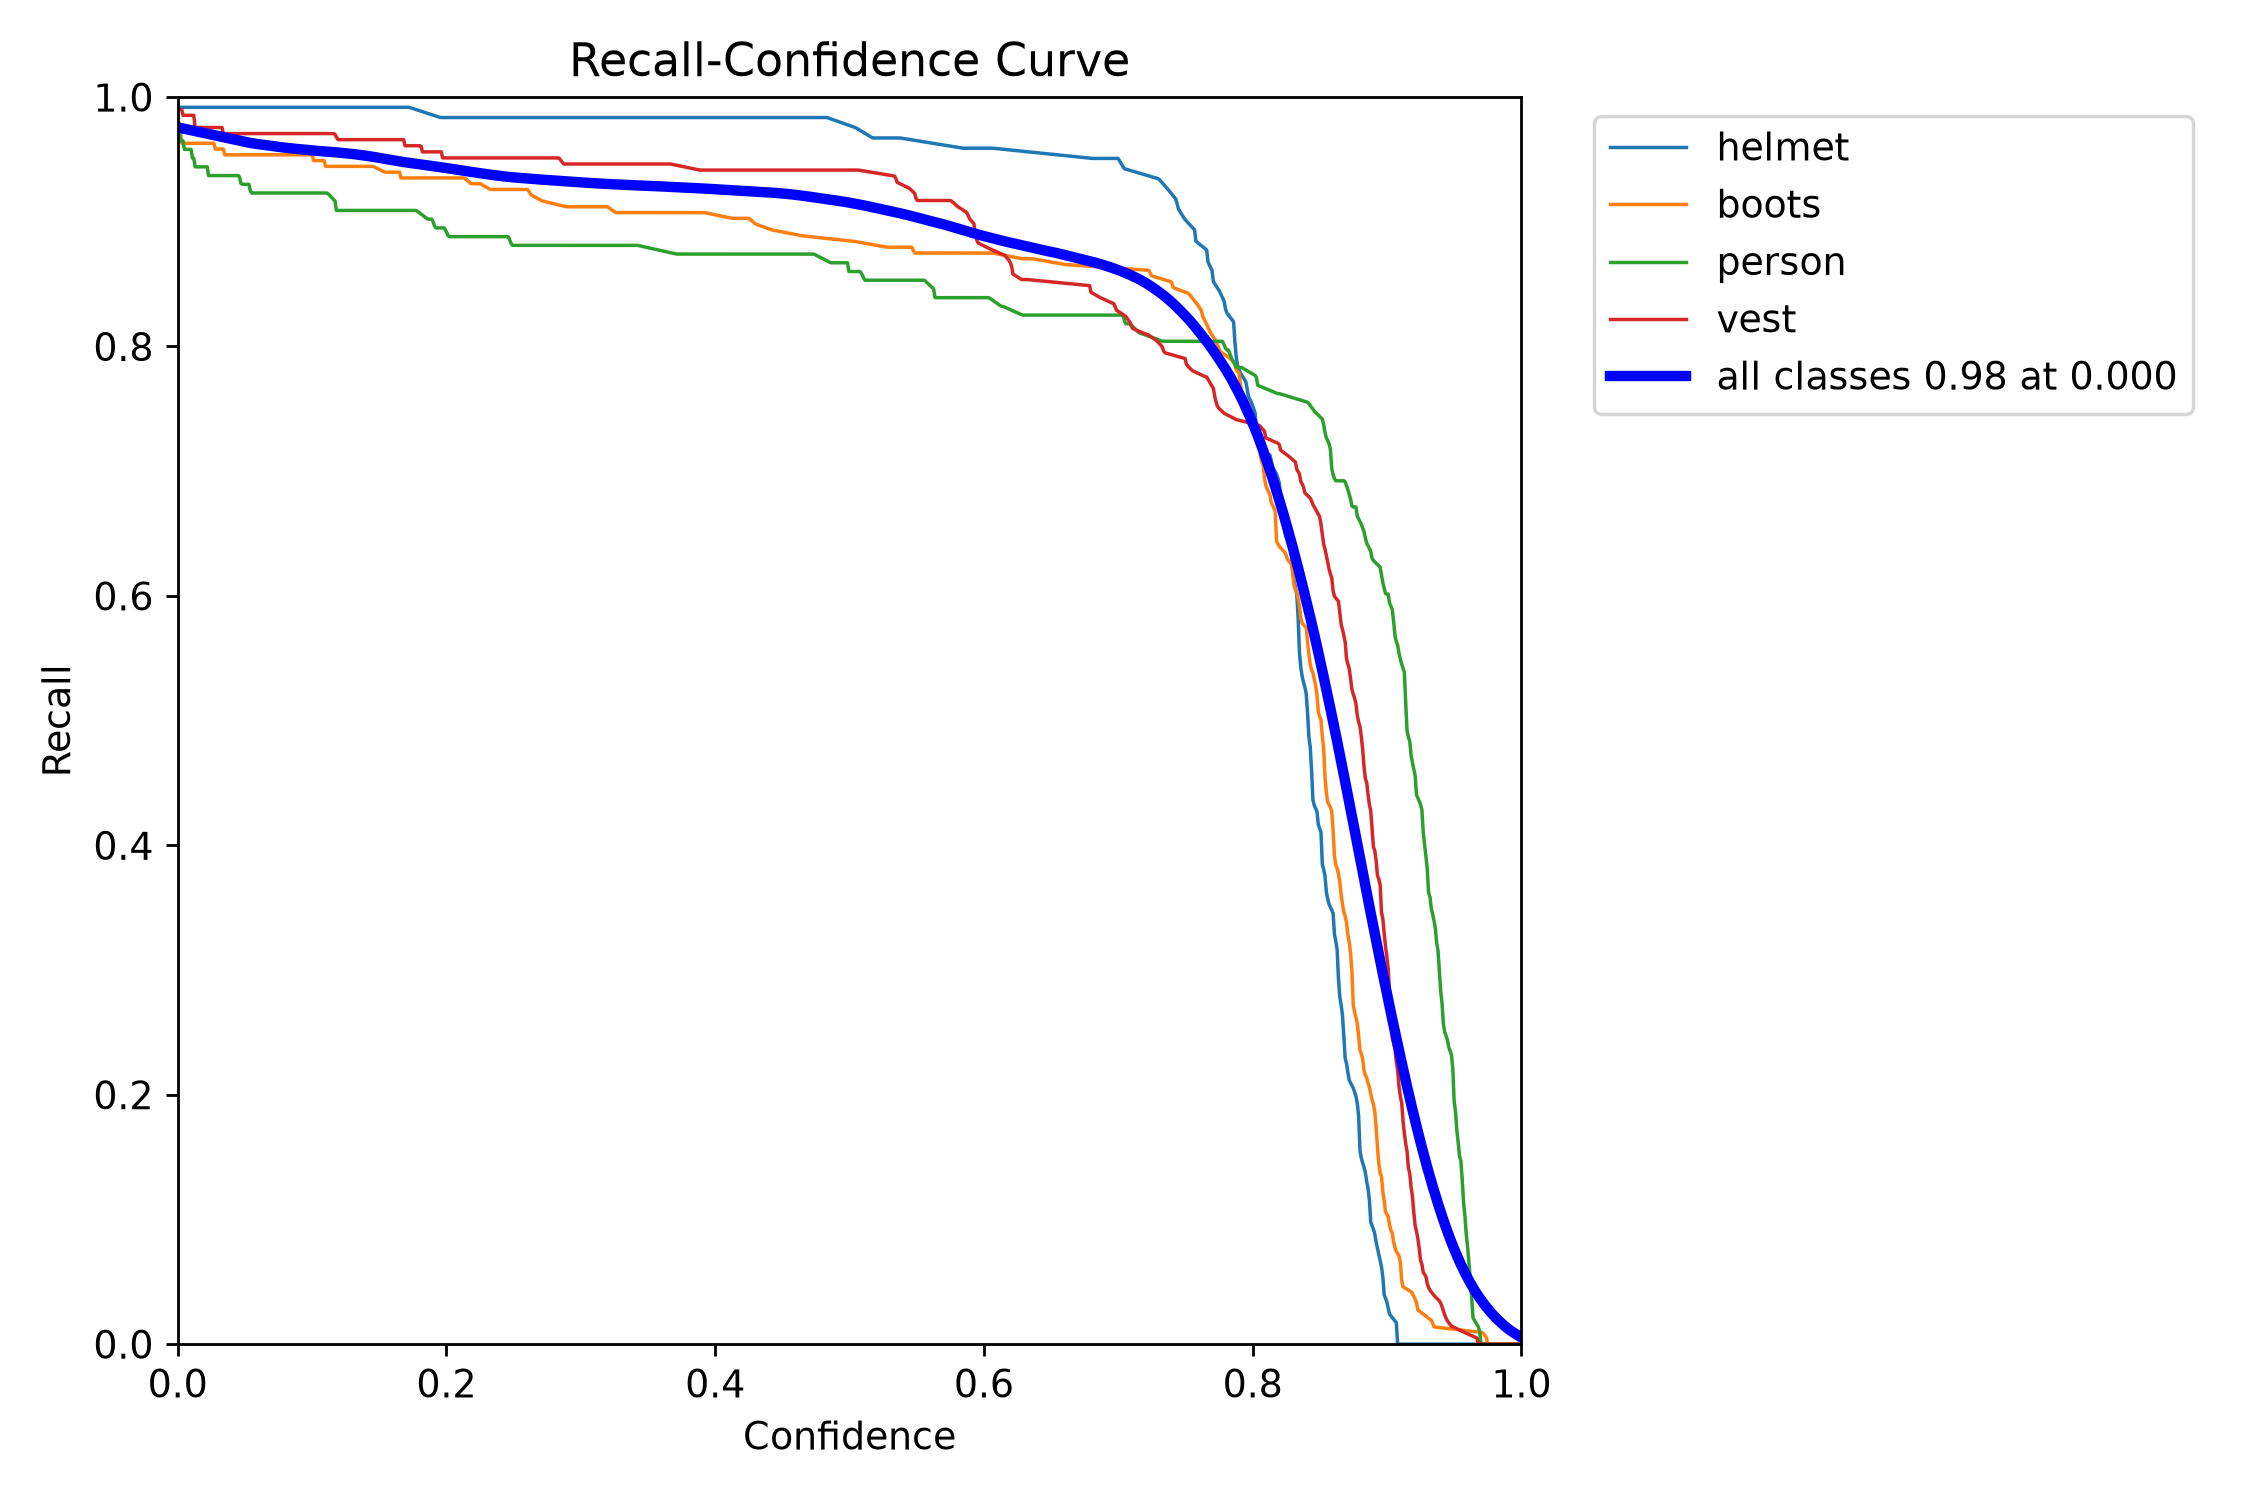 Recall-Confidence Curve
1.0
0.8
0.6
0.4
0.2
0.0
Recall
0.0 0.2 0.4 0.6 0.8 1.0
Confidence
helmet
boots
person
vest
all classes 0.98 at 0.000